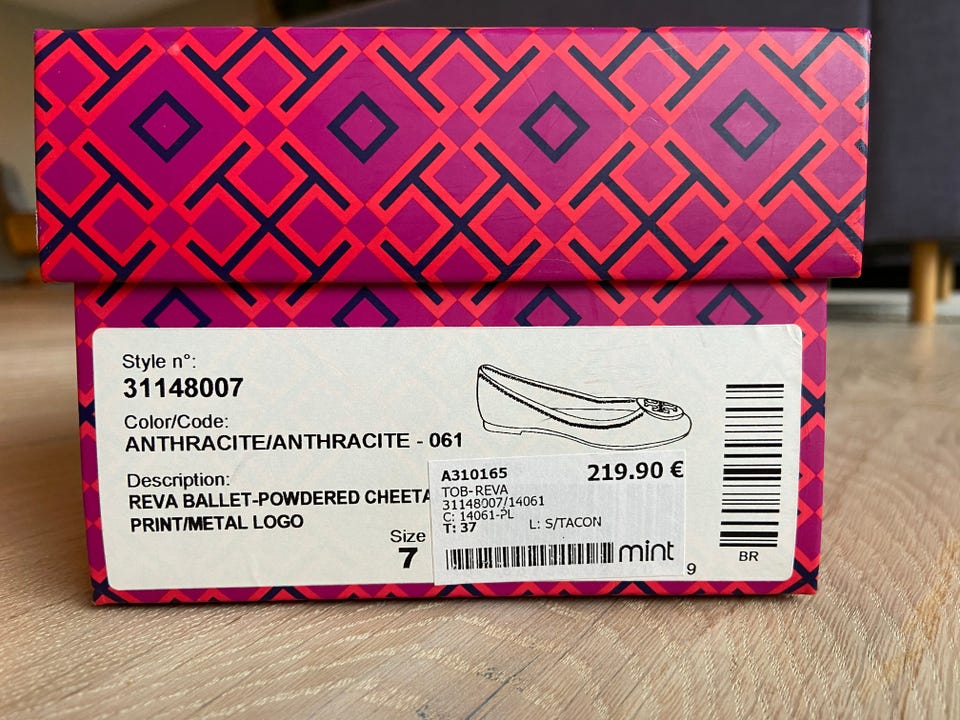 Style n°:
31148007
Color/Code:
ANTHRACITE/ANTHRACITE - 061
Description:
REVA BALLET-POWDERED CHEETA
PRINT/METAL LOGO
Size
7
A310165 219.90 €
TOB-REVA
31148007/14061
C: 14061-PL
T: 37 L: S/TACON
mint
9
BR